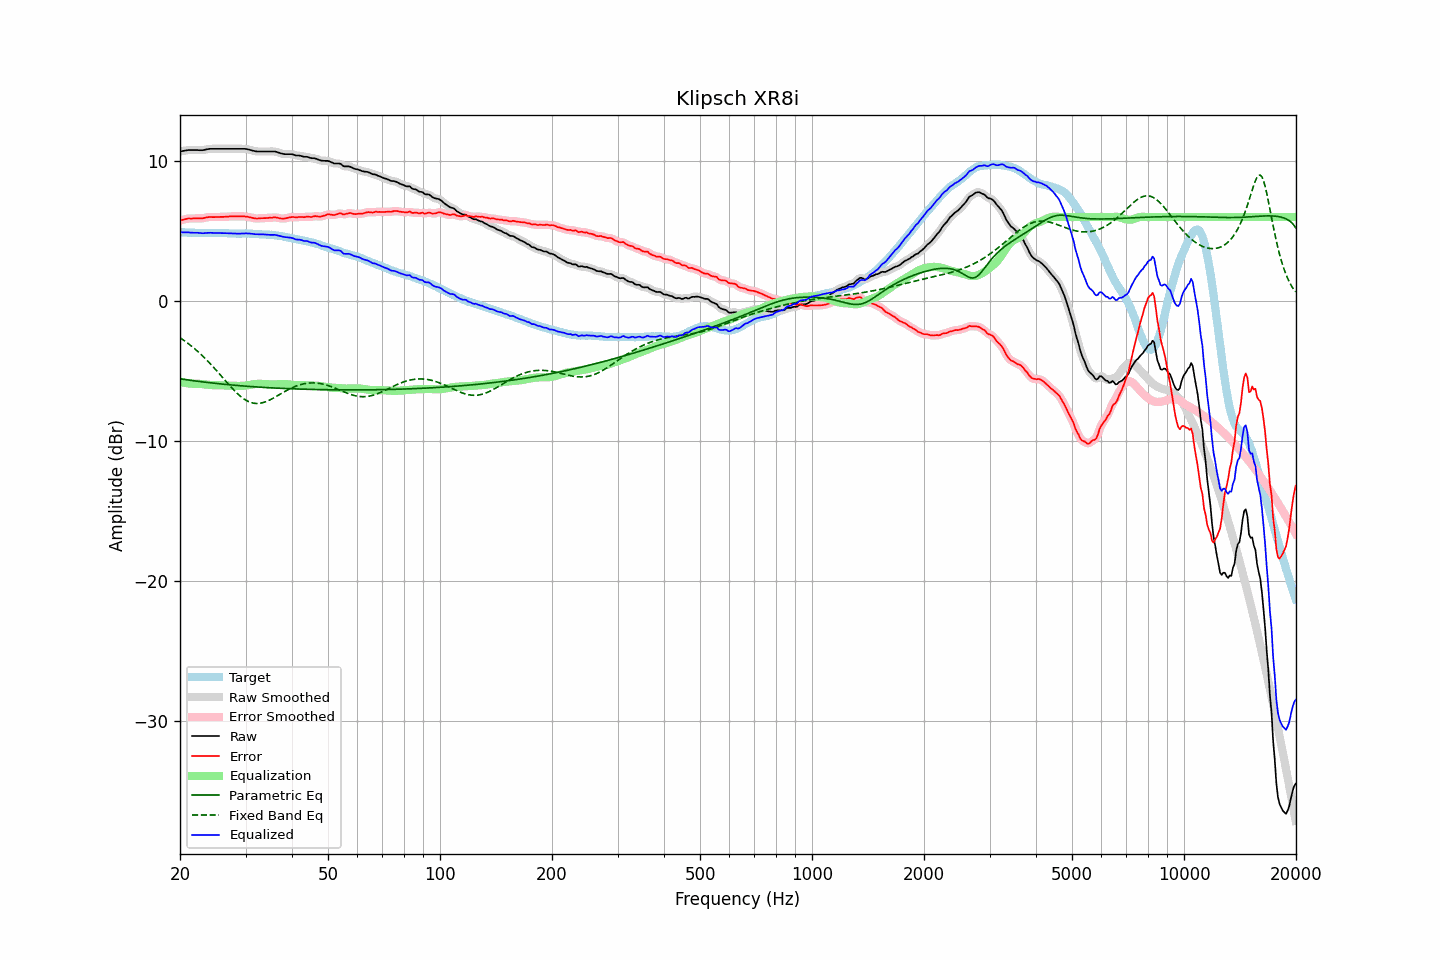 Klipsch XR8i
Amplitude (dBr)
10
0
−10
−20
−30
Target
Raw Smoothed
Error Smoothed
Raw
Error
Equalization
Parametric Eq
Fixed Band Eq
Equalized
20 50 100 200 500 1000 2000 5000 10000 20000
Frequency (Hz)